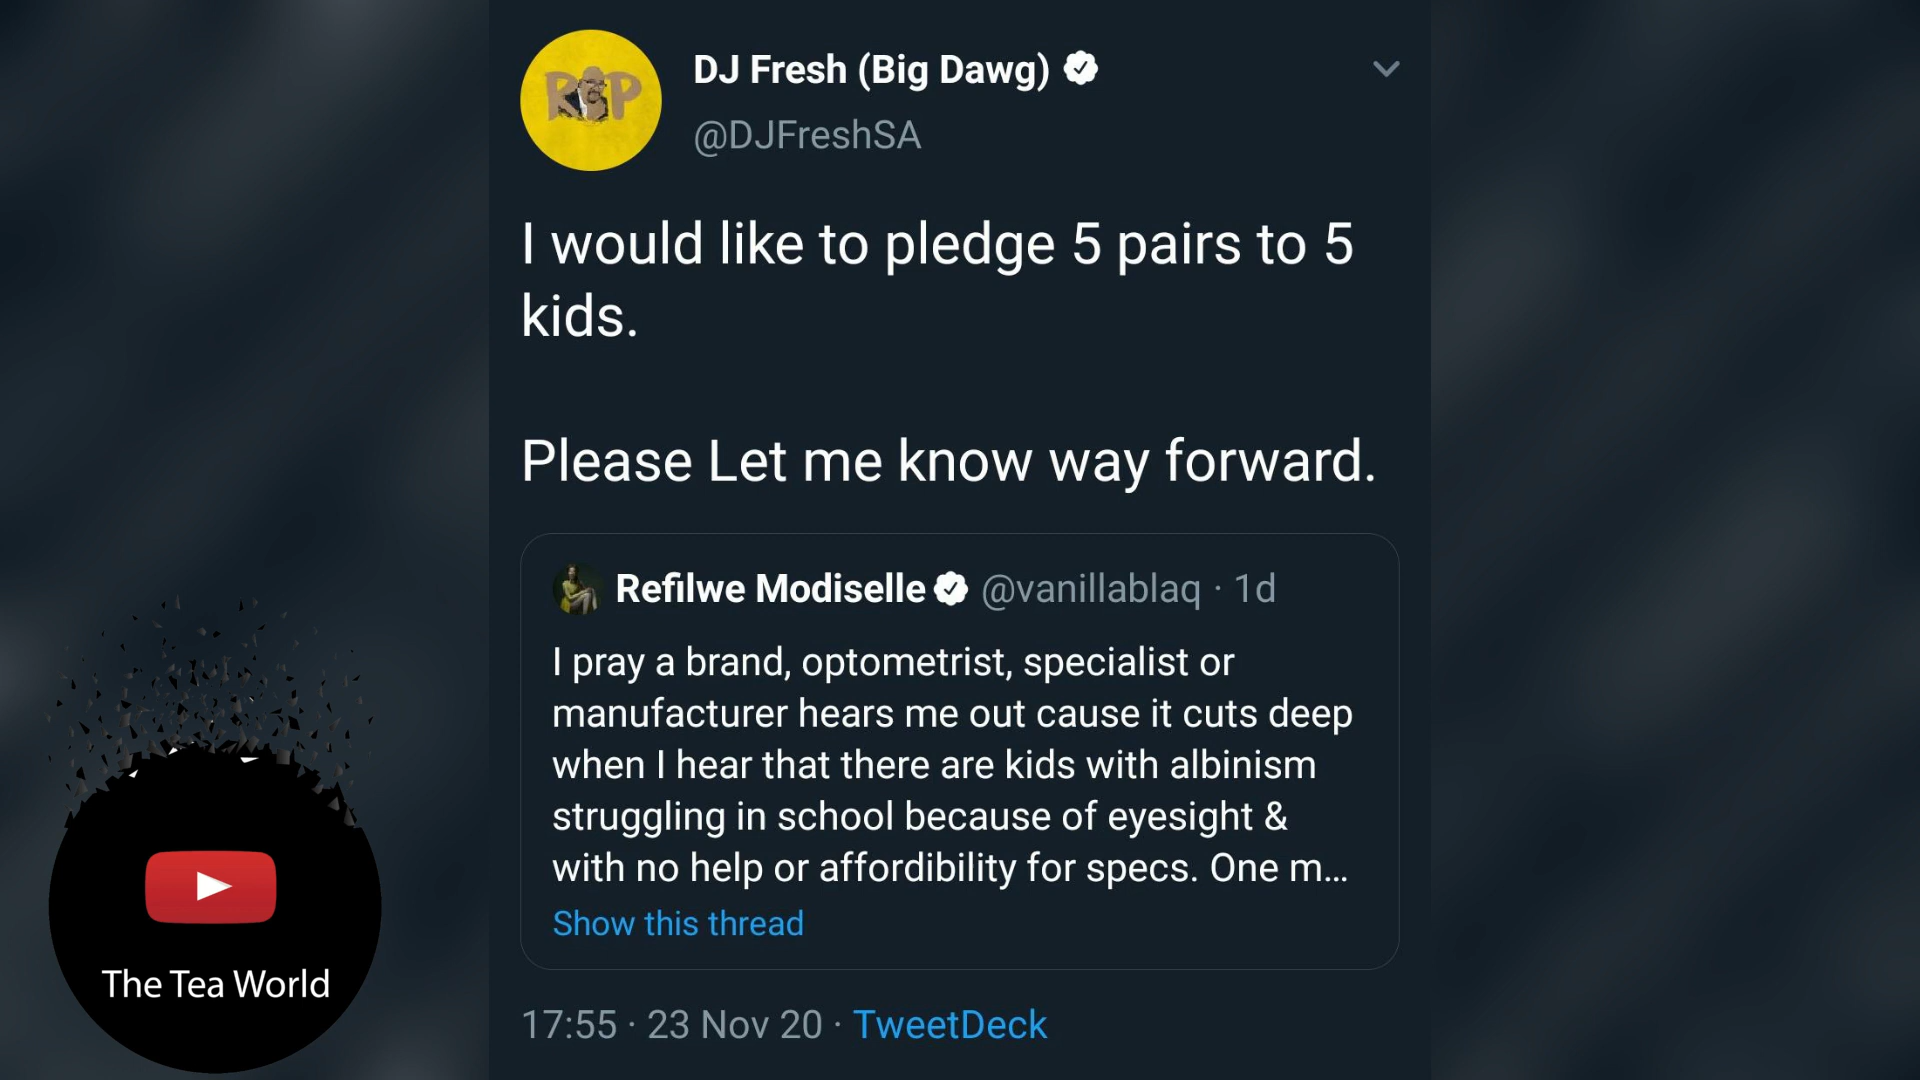 RIP
DJ Fresh (Big Dawg)
@DJFreshSA
I would like to pledge 5 pairs to 5
kids.
Please Let me know way forward.
Refilwe Modiselle @vanillablaq · 1d
I pray a brand, optometrist, specialist or
manufacturer hears me out cause it cuts deep
when I hear that there are kids with albinism
struggling in school because of eyesight &
with no help or affordibility for specs. One m...
Show this thread
17:55 · 23 Nov 20 · TweetDeck
The Tea World